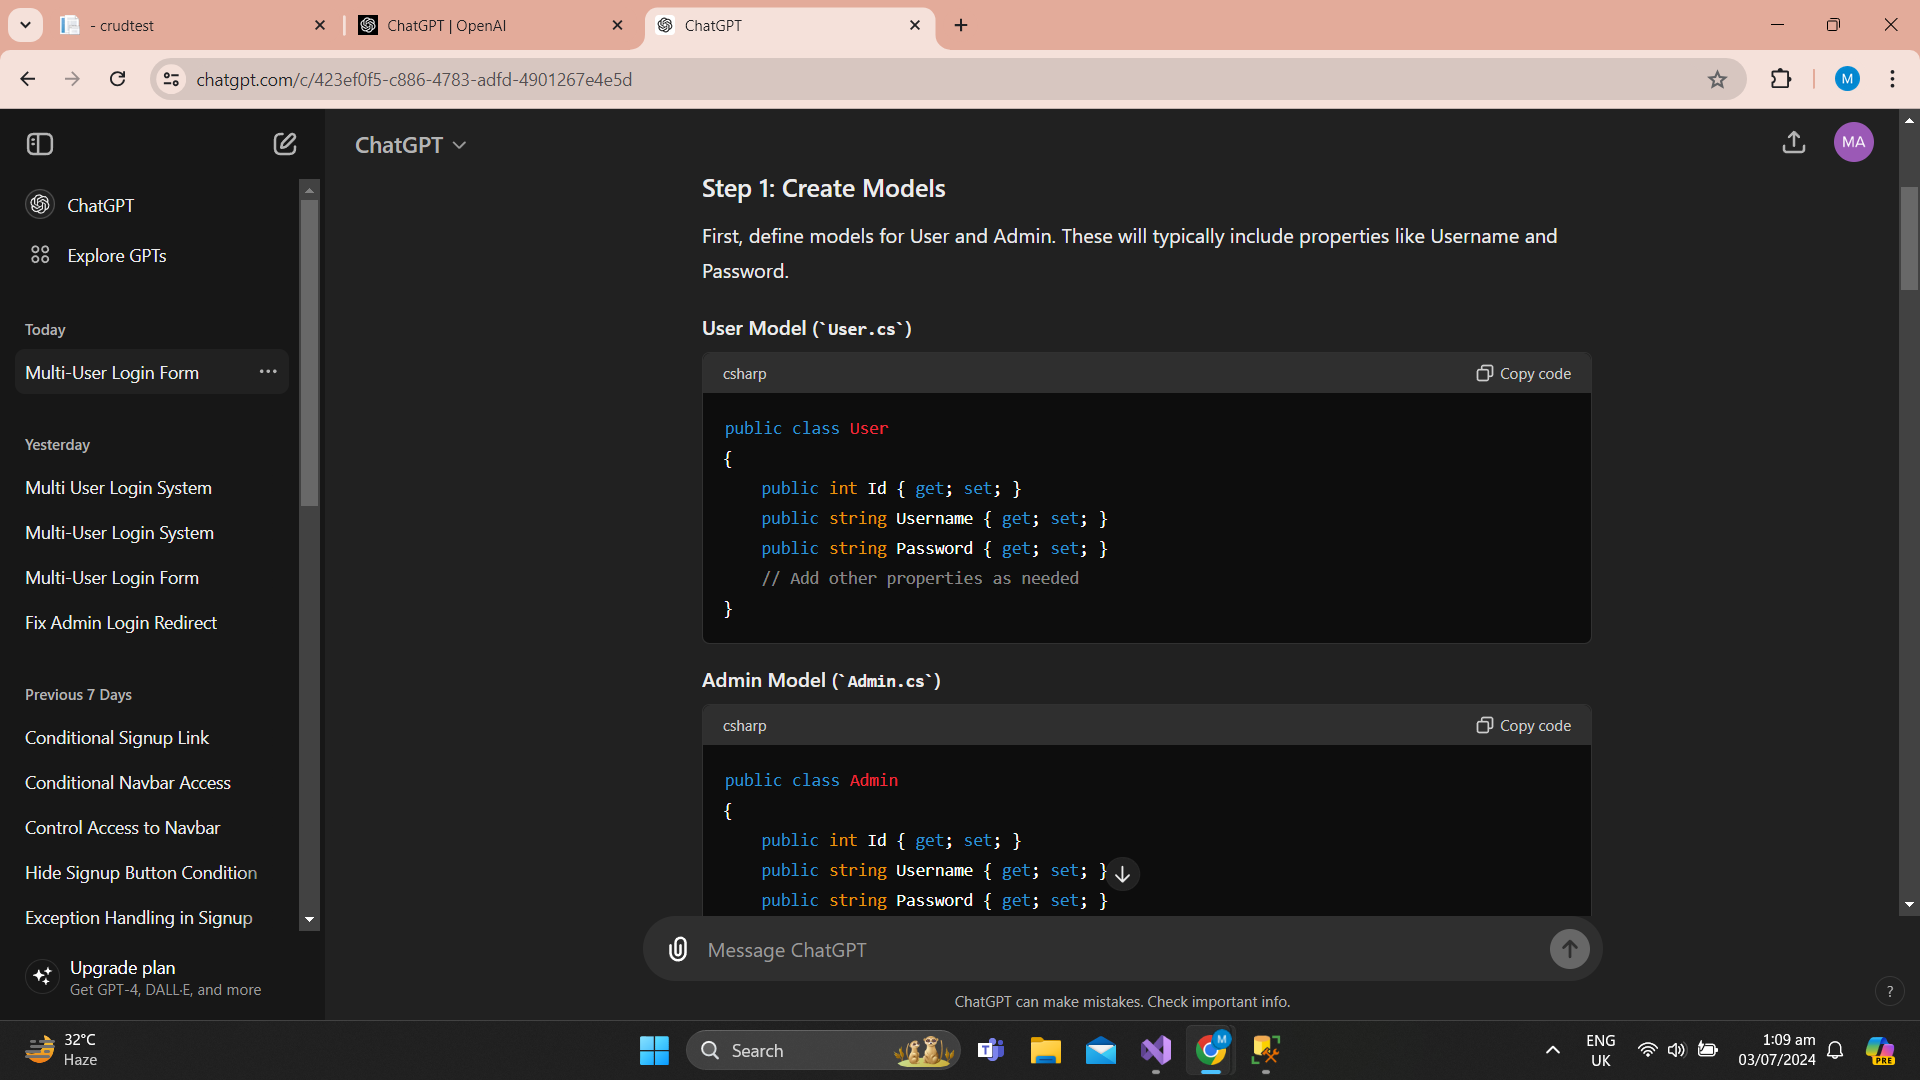 - crudtest
ChatGPT | OpenAI
ChatGPT
chatgpt.com/c/423ef0f5-c886-4783-adfd-4901267e4e5d
M
ChatGPT
MA
ChatGPT
Explore GPTs
Today
Multi-User Login Form
Yesterday
Multi User Login System
Multi-User Login System
Multi-User Login Form
Fix Admin Login Redirect
Previous 7 Days
Conditional Signup Link
Conditional Navbar Access
Control Access to Navbar
Hide Signup Button Condition
Exception Handling in Signup
Upgrade plan
Get GPT-4, DALL·E, and more
Step 1: Create Models
First, define models for User and Admin. These will typically include properties like Username and
Password.
User Model (`User.cs`)
csharp
Copy code
public class User
{
public int Id { get; set; }
public string Username { get; set; }
public string Password { get; set; }
// Add other properties as needed
}
Admin Model (`Admin.cs`)
csharp
Copy code
public class Admin
{
public int Id { get; set; }
public string Username { get; set; }
public string Password { get; set; }
Message ChatGPT
ChatGPT can make mistakes. Check important info.
?
32°C
Haze
Search
M
ENG
UK
1:09 am
03/07/2024
PRE